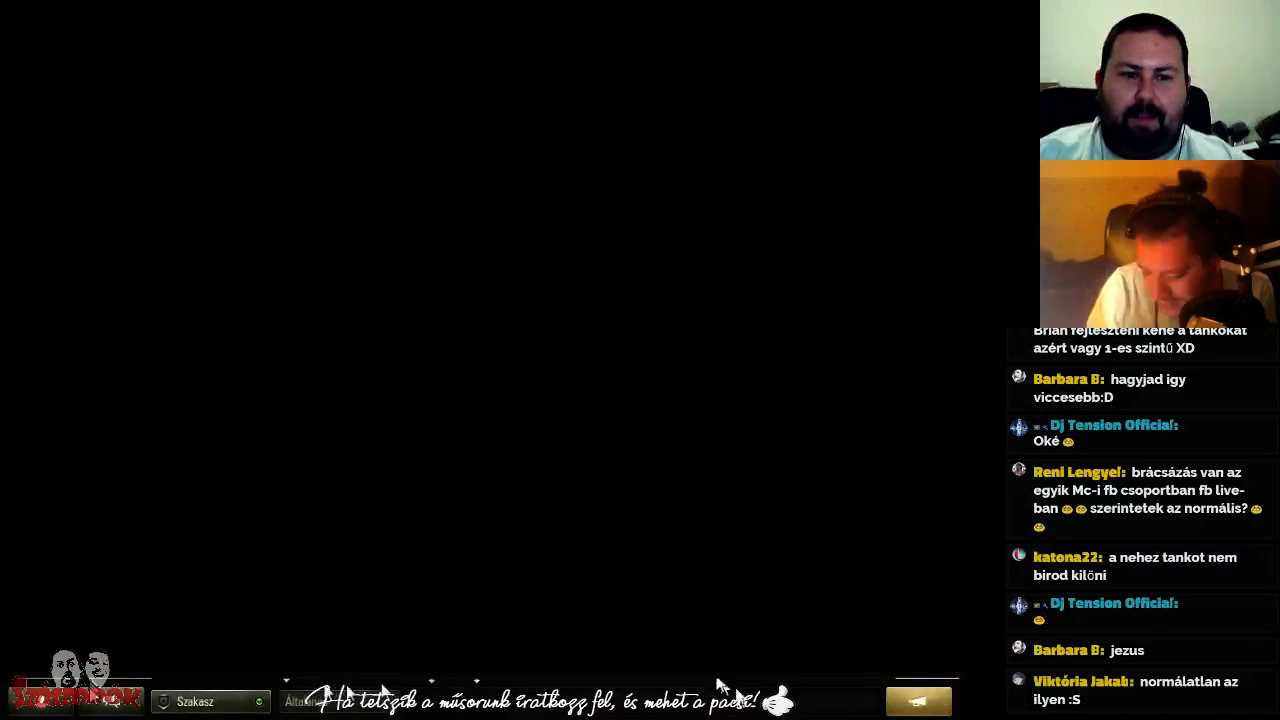 Brian fejleszteni kéne a tankokat
azért vagy 1-es szintű XD
Barbara B: hagyjad igy
viccesebb:D
Dj Tension Official:
Oké
Reni Lengyel: brácsázás van az
egyik Mc-i fb csoportban fb live-
ban szerintetek az normális?
katona22: a nehez tankot nem
birod kilőni
Dj Tension Official:
Barbara B: jezus
Viktória Jakab: normálatlan az
ilyen :S
Szakasz
Ha tetszik a műsorunk iratkozz fel, és mehet a pacsi!